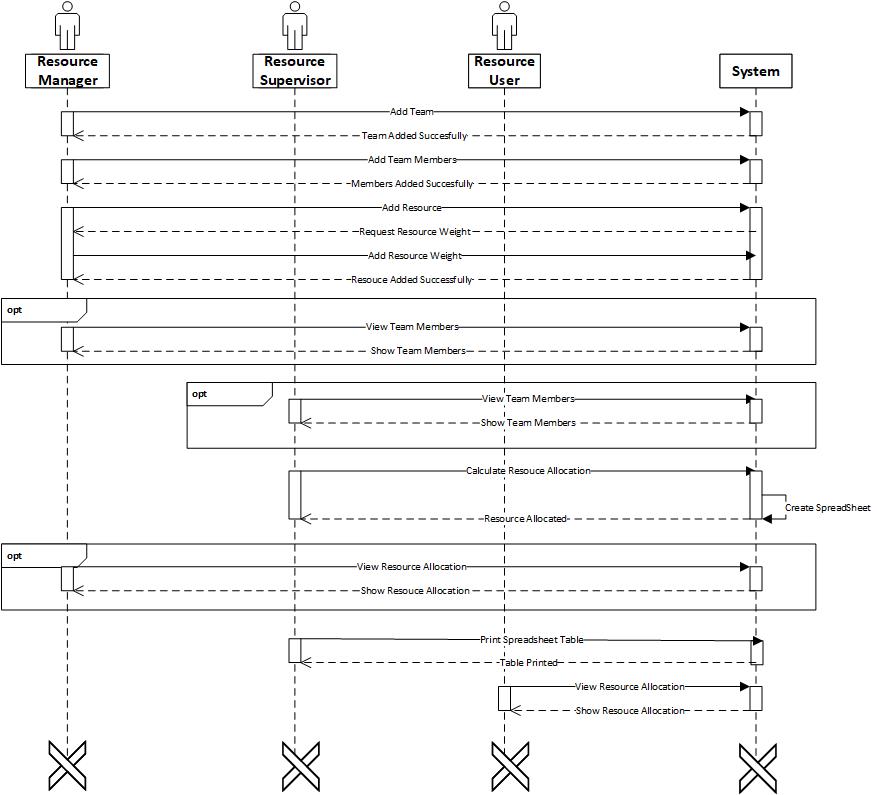 Resource
Manager
Resource
Supervisor
Resource
User
System
Add Team
Team Added Succesfully
Add Team Members
Members Added Succesfully
Add Resource
Request Resource Weight
Add Resource Weight
Resouce Added Successfully
opt
View Team Members
Show Team Members
opt
View Team Members
Show Team Members
Calculate Resouce Allocation
Create SpreadSheet
Resource Allocated
opt
View Resource Allocation
Show Resouce Allocation
Print Spreadsheet Table
Table Printed
View Resource Allocation
Show Resouce Allocation